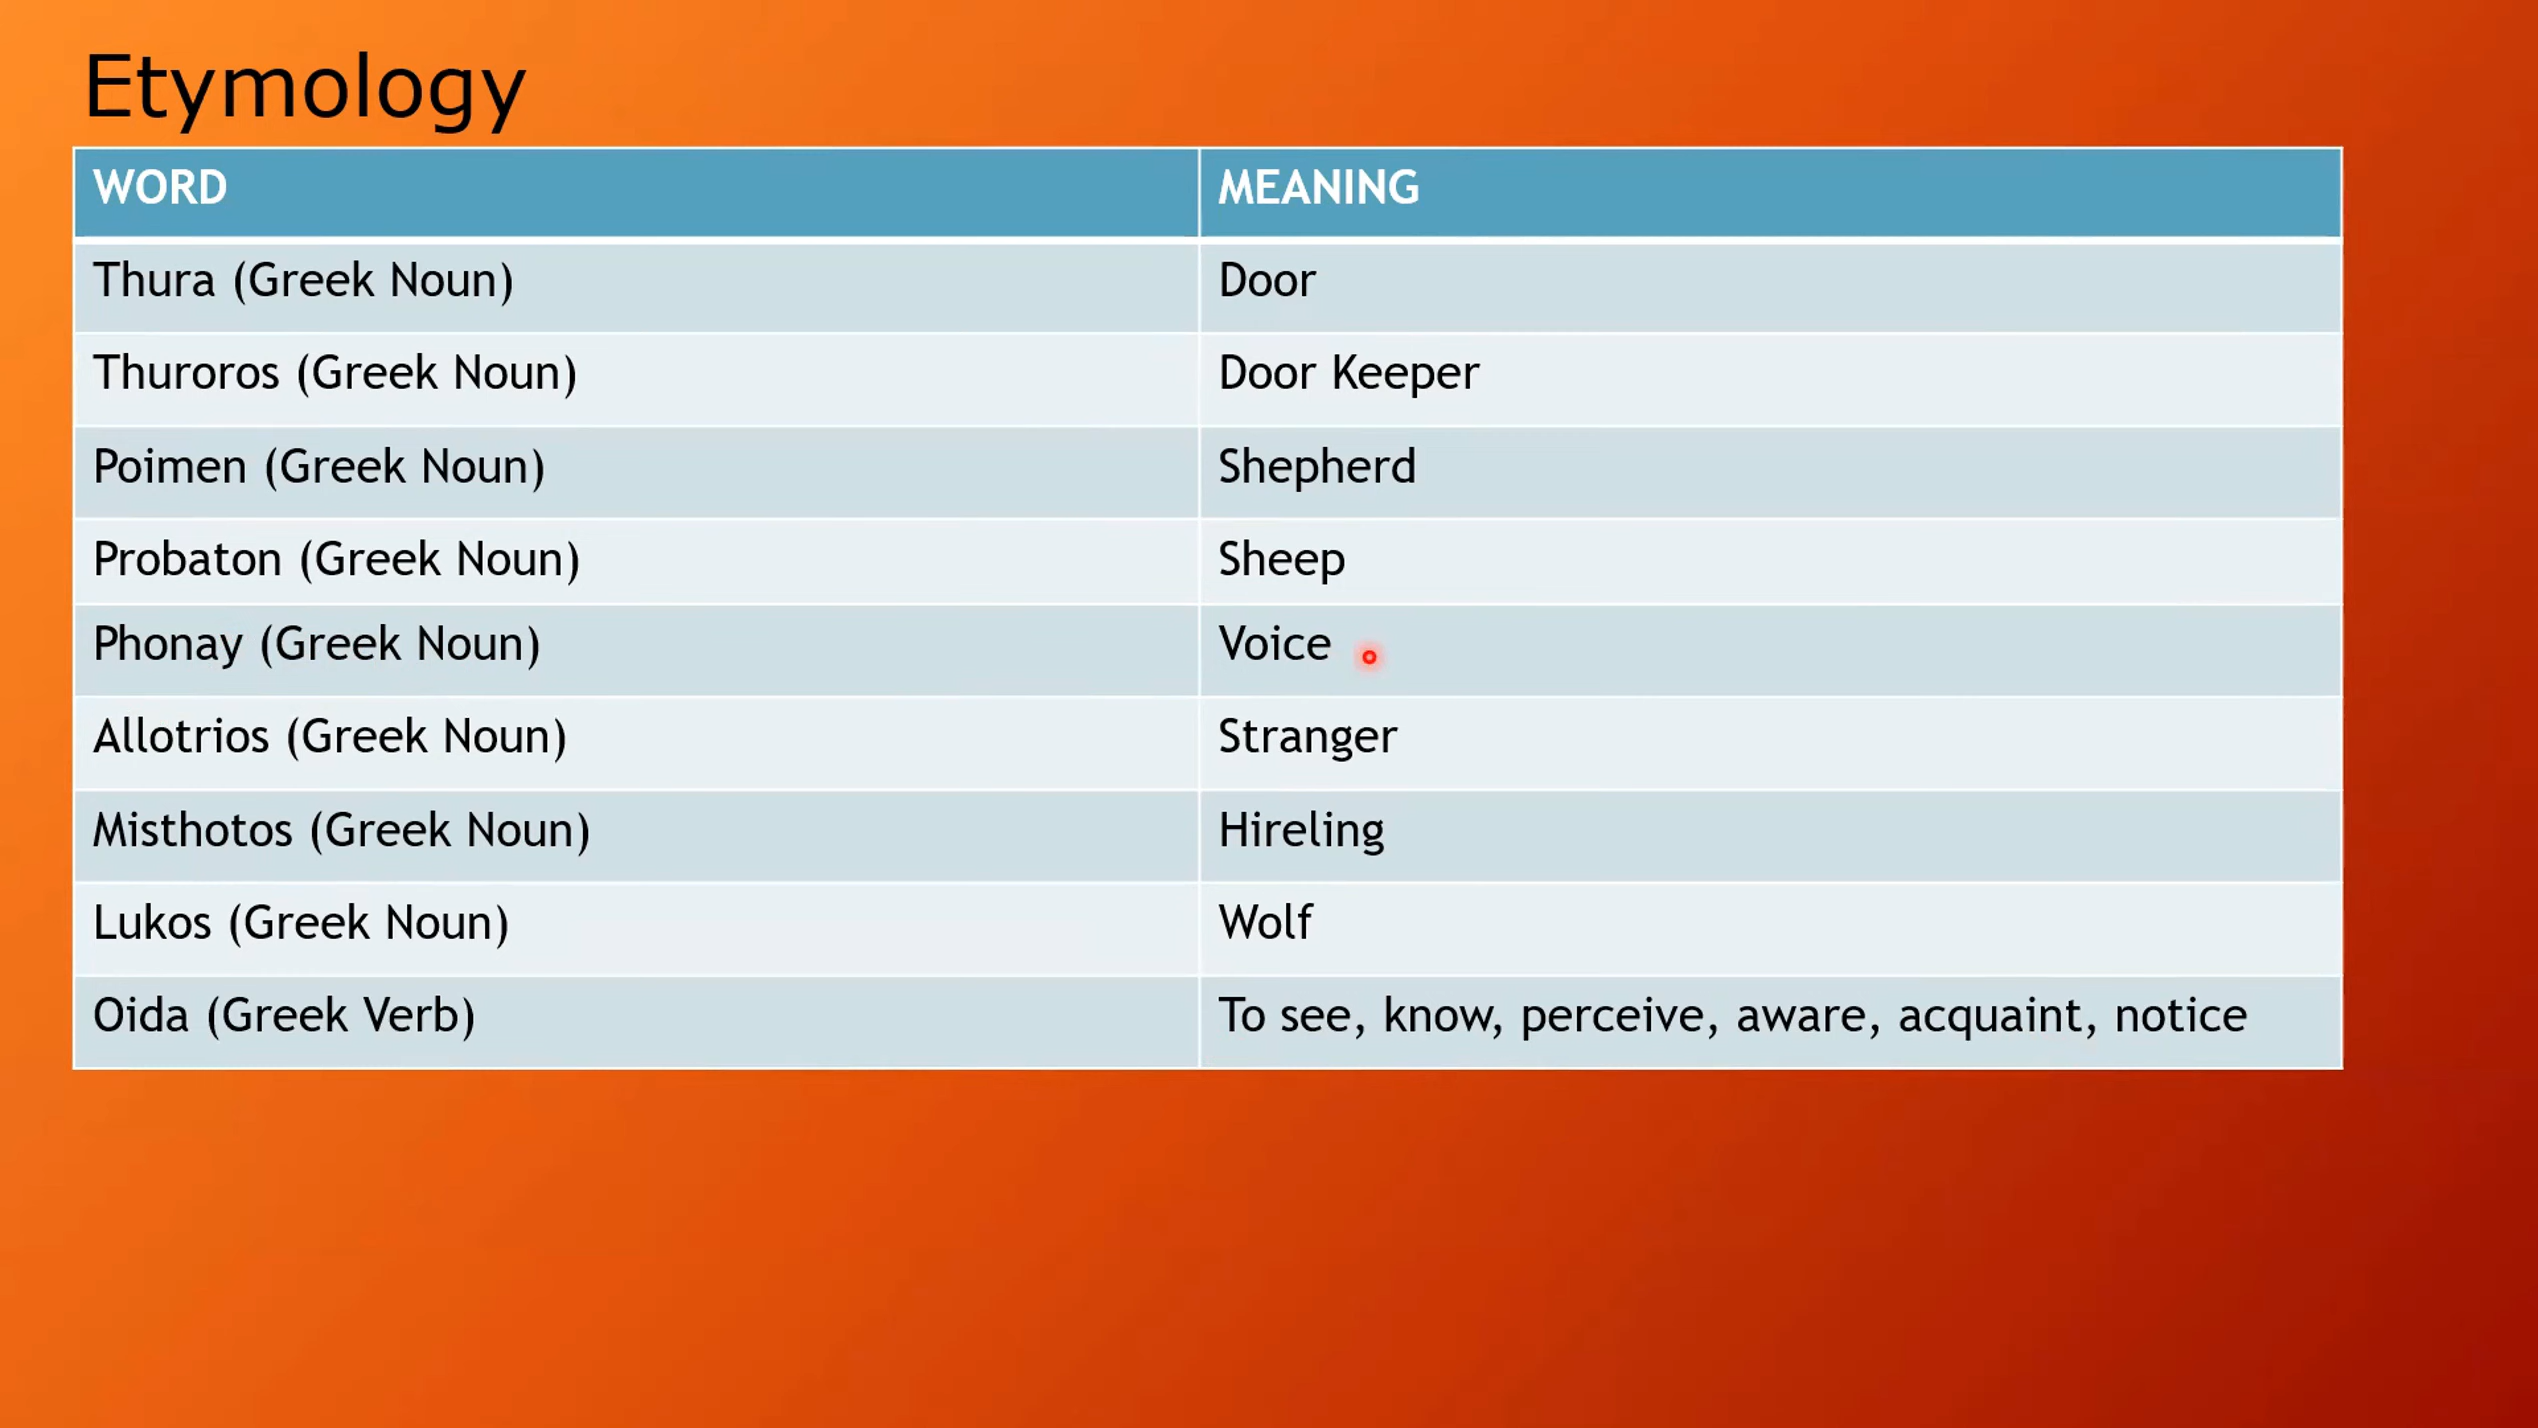 Etymology
WORD MEANING
Thura (Greek Noun) Door
Thuroros (Greek Noun) Door Keeper
Poimen (Greek Noun) Shepherd
Probaton (Greek Noun) Sheep
Phonay (Greek Noun) Voice
Allotrios (Greek Noun) Stranger
Misthotos (Greek Noun) Hireling
Lukos (Greek Noun) Wolf
Oida (Greek Verb) To see, know, perceive, aware, acquaint, notice